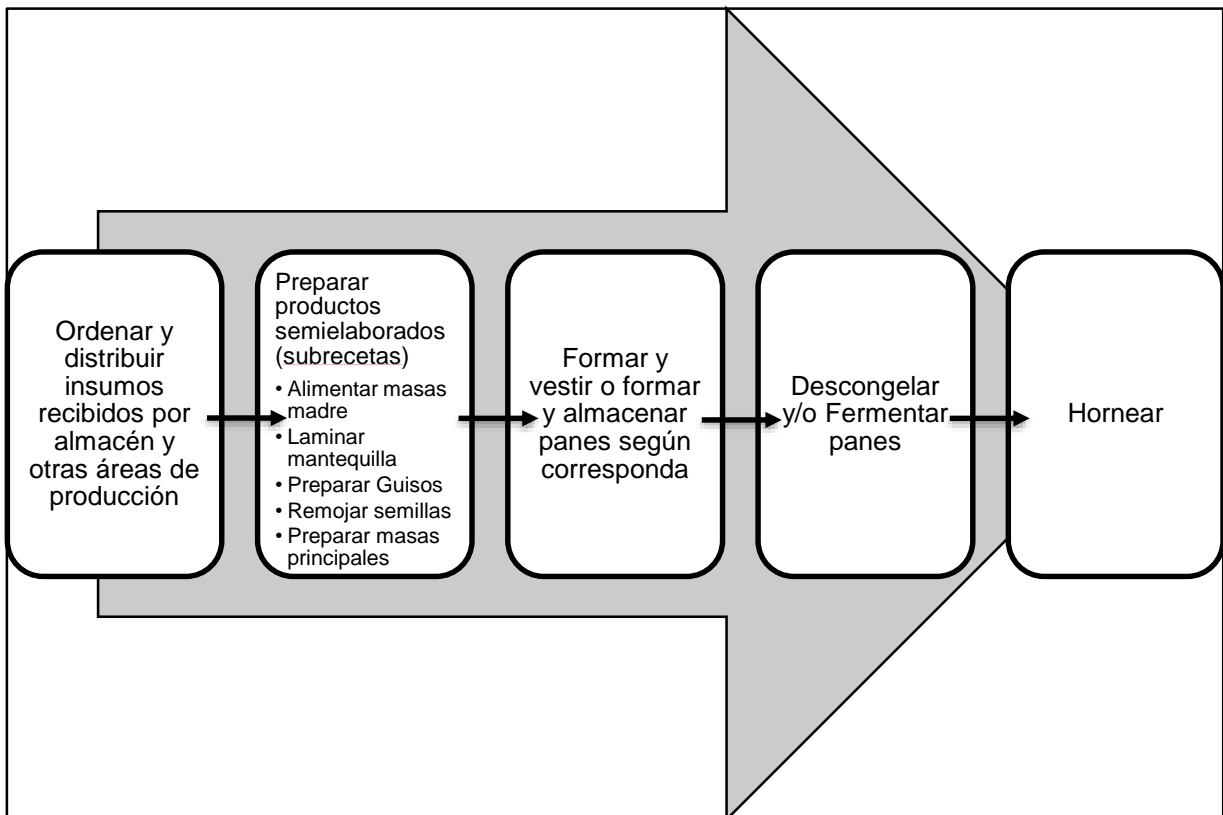 Ordenar y
distribuir
insumos
recibidos por
almacén y
otras áreas de
producción
Preparar
productos
semielaborados
(subrecetas)
• Alimentar masas
madre
• Laminar
mantequilla
• Preparar Guisos
• Remojar semillas
• Preparar masas
principales
Formar y
vestir o formar
y almacenar
panes según
corresponda
Descongelar
y/o Fermentar
panes
Hornear